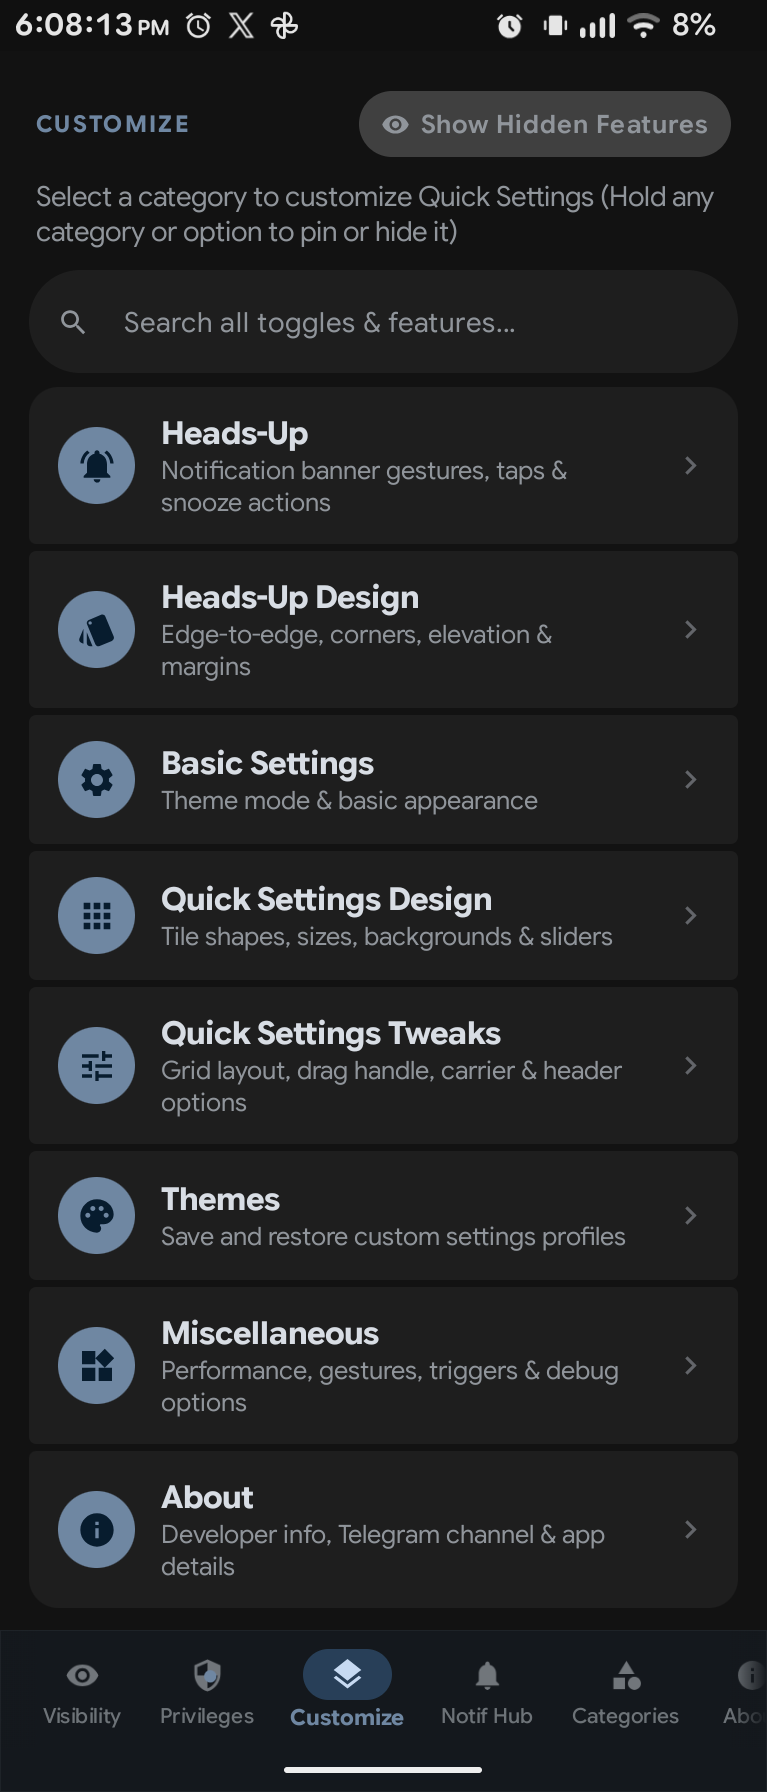 6:08:13 PM
8%
CUSTOMIZE
Show Hidden Features
Select a category to customize Quick Settings (Hold any
category or option to pin or hide it)
Search all toggles & features...
Heads-Up
Notification banner gestures, taps &
snooze actions
Heads-Up Design
Edge-to-edge, corners, elevation &
margins
Basic Settings
Theme mode & basic appearance
Quick Settings Design
Tile shapes, sizes, backgrounds & sliders
Quick Settings Tweaks
Grid layout, drag handle, carrier & header
options
Themes
Save and restore custom settings profiles
Miscellaneous
Performance, gestures, triggers & debug
options
About
Developer info, Telegram channel & app
details
Visibility
Privileges
Customize
Notif Hub
Categories
Abo